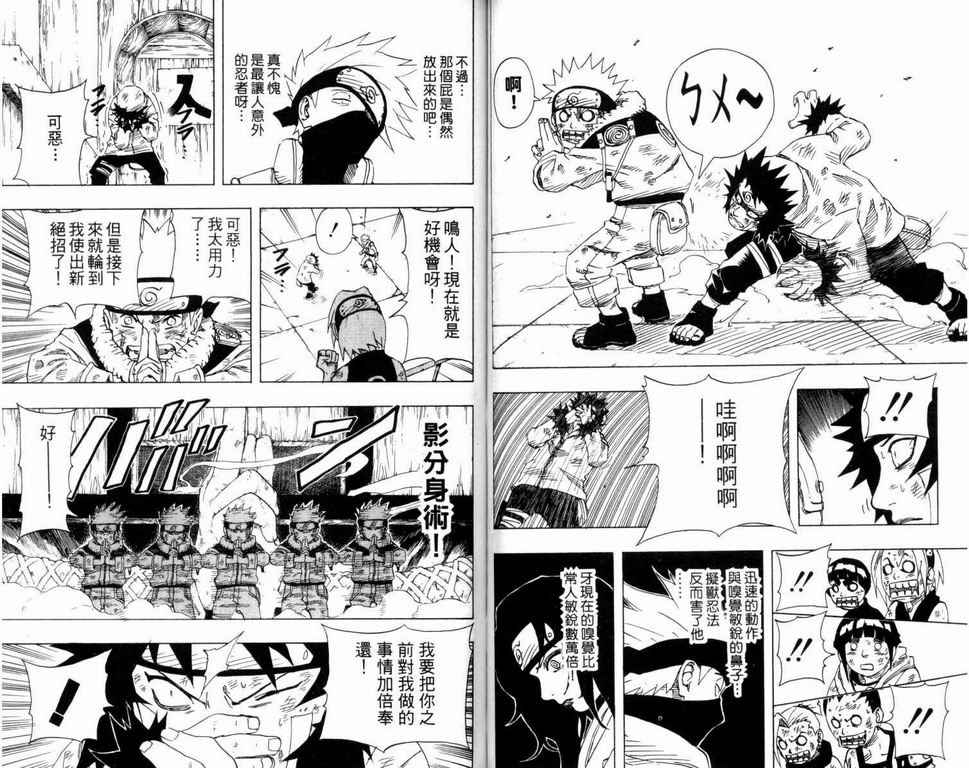 啊！
ㄅㄨ～
!!
哇啊啊啊啊
——！
!!
!!
!!
迅速的動作
與嗅覺敏銳的鼻子…
擬獸忍法
反而害了他
……
牙現在的嗅覺比
常人敏銳數萬倍！
不過…
那個屁是偶然
放出來的吧…
真不愧
是最讓人意外
的忍者呀…
スクラ
可惡…
鳴人！現在就是
好機會呀！
！
可惡！
我太用力
了……
但是接下
來就輪到
我使出新
絕招了！
影分身術！
好——！
我要把你之
前對我做的
事情加倍奉
還！
！